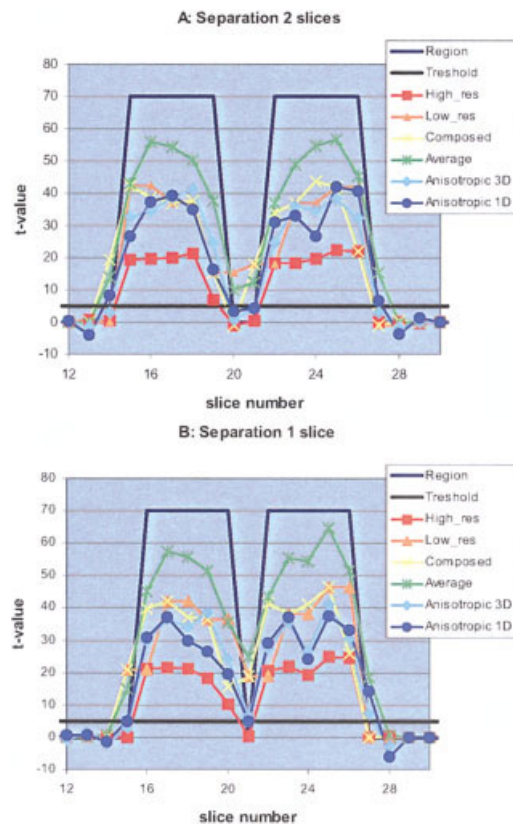 A: Separation 2 slices
Region
Treshold
High_res
Low_res
Composed
Average
Anisotropic 3D
Anisotropic 1D
t-value
80
70
60
50
40
30
20
10
0
-10
12 16 20 24 28
slice number
B: Separation 1 slice
Region
Treshold
High_res
Low_res
Composed
Average
Anisotropic 3D
Anisotropic 1D
t-value
80
70
60
50
40
30
20
10
0
-10
12 16 20 24 28
slice number